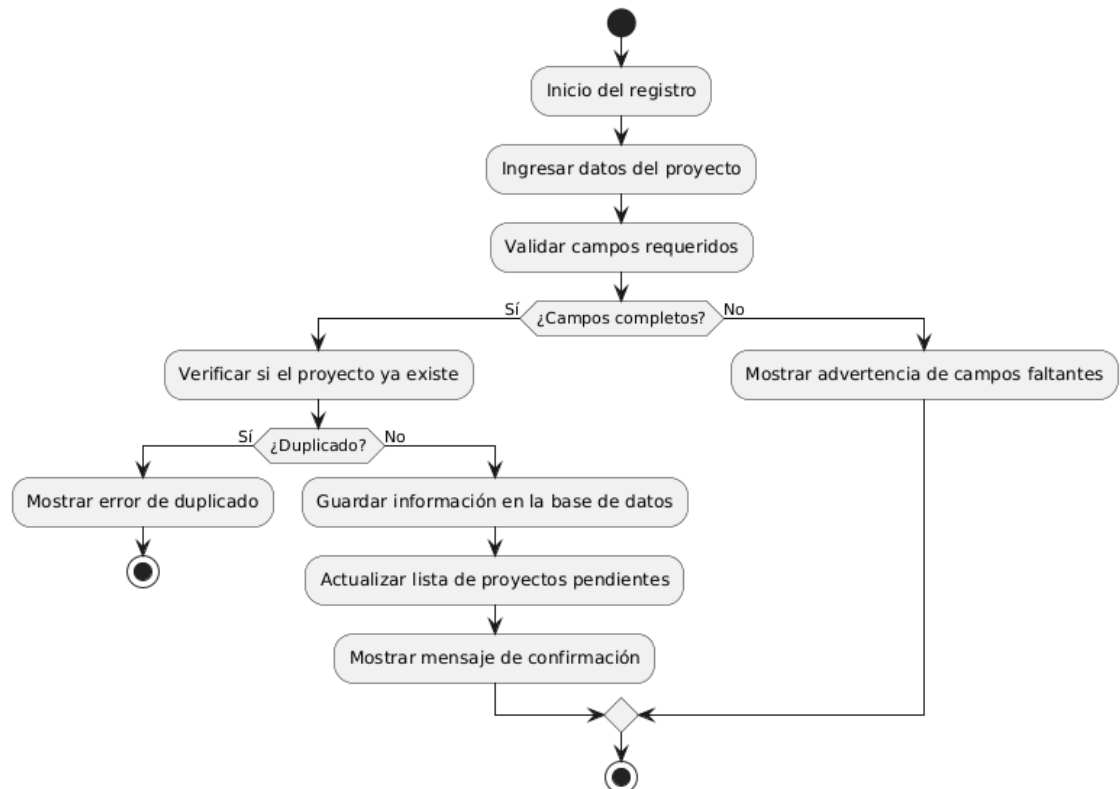 Inicio del registro
Ingresar datos del proyecto
Validar campos requeridos
Sí
¿Campos completos?
No
Verificar si el proyecto ya existe
Mostrar advertencia de campos faltantes
Sí
¿Duplicado?
No
Mostrar error de duplicado
Guardar información en la base de datos
Actualizar lista de proyectos pendientes
Mostrar mensaje de confirmación